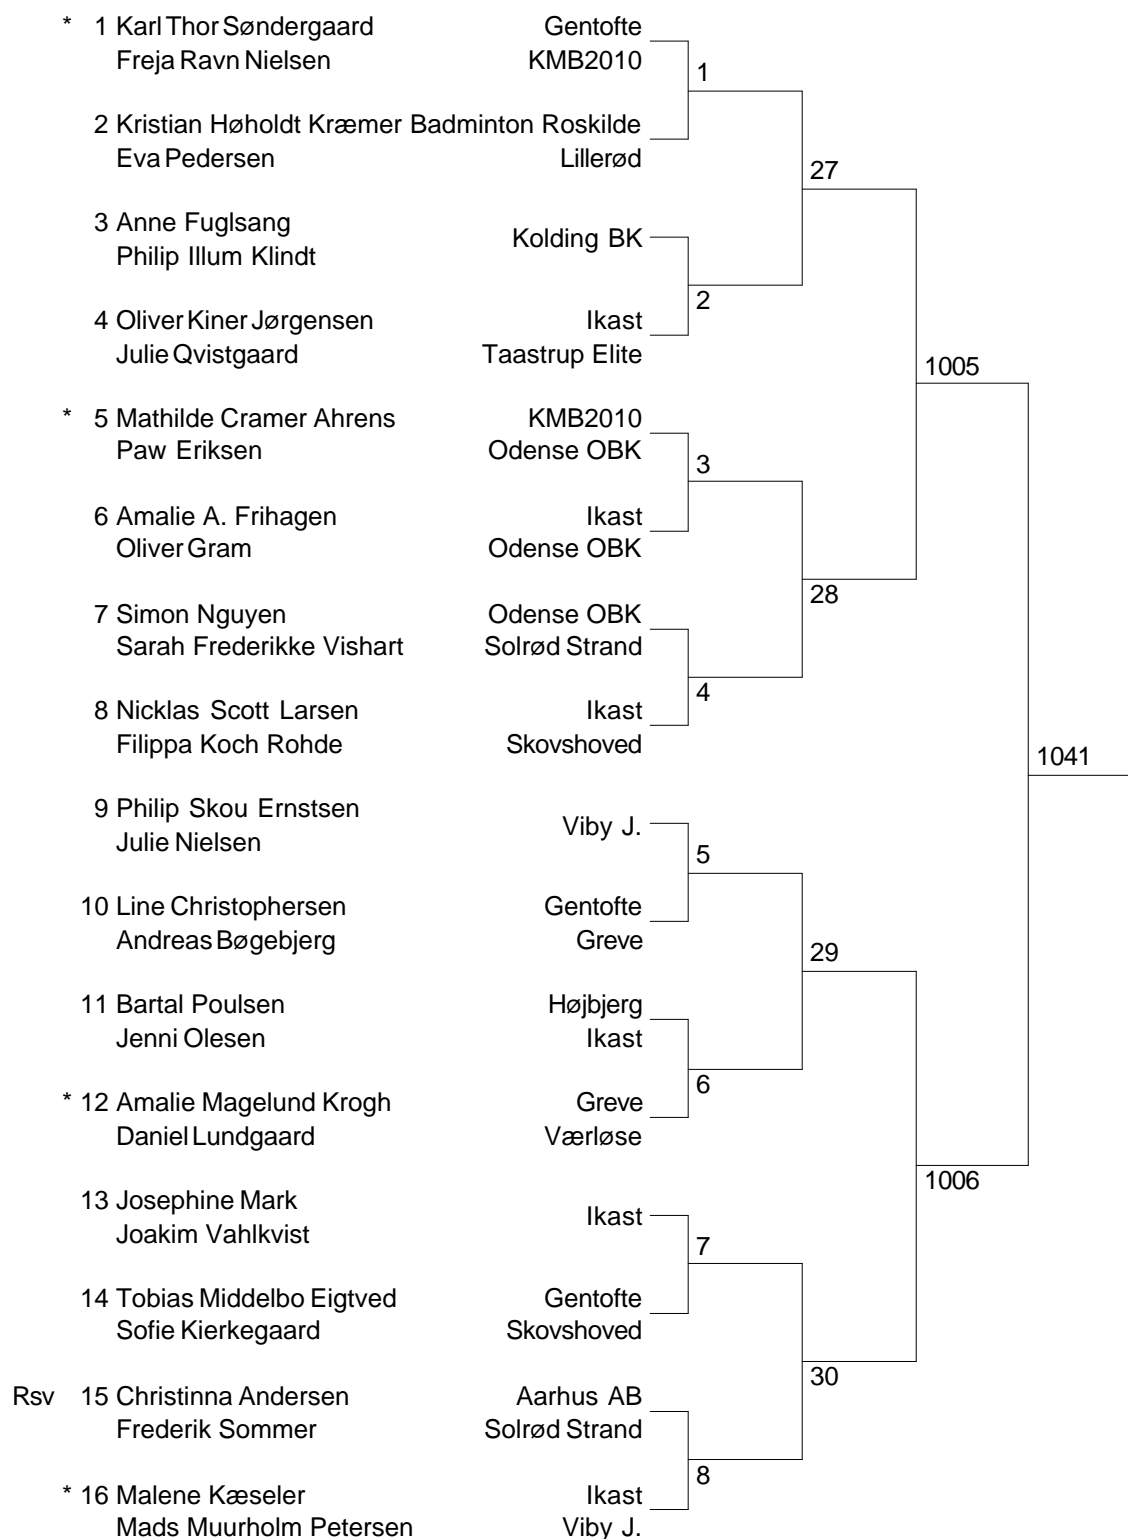 * 1 Karl Thor Søndergaard Gentofte
Freja Ravn Nielsen KMB2010
1
2 Kristian Høholdt Kræmer Badminton Roskilde
Eva Pedersen Lillerød
27
3 Anne Fuglsang
Kolding BK
Philip Illum Klindt
2
4 Oliver Kiner Jørgensen Ikast
Julie Qvistgaard Taastrup Elite
1005
* 5 Mathilde Cramer Ahrens KMB2010
Paw Eriksen Odense OBK
3
6 Amalie A. Frihagen Ikast
Oliver Gram Odense OBK
28
7 Simon Nguyen Odense OBK
Sarah Frederikke Vishart Solrød Strand
4
8 Nicklas Scott Larsen Ikast
Filippa Koch Rohde Skovshoved
1041
9 Philip Skou Ernstsen
Viby J.
Julie Nielsen
5
10 Line Christophersen Gentofte
Andreas Bøgebjerg Greve
29
11 Bartal Poulsen Højbjerg
Jenni Olesen Ikast
6
* 12 Amalie Magelund Krogh Greve
Daniel Lundgaard Værløse
1006
13 Josephine Mark
Ikast
Joakim Vahlkvist
7
14 Tobias Middelbo Eigtved Gentofte
Sofie Kierkegaard Skovshoved
30
Rsv 15 Christinna Andersen Aarhus AB
Frederik Sommer Solrød Strand
8
* 16 Malene Kæseler Ikast
Mads Muurholm Petersen Viby J.